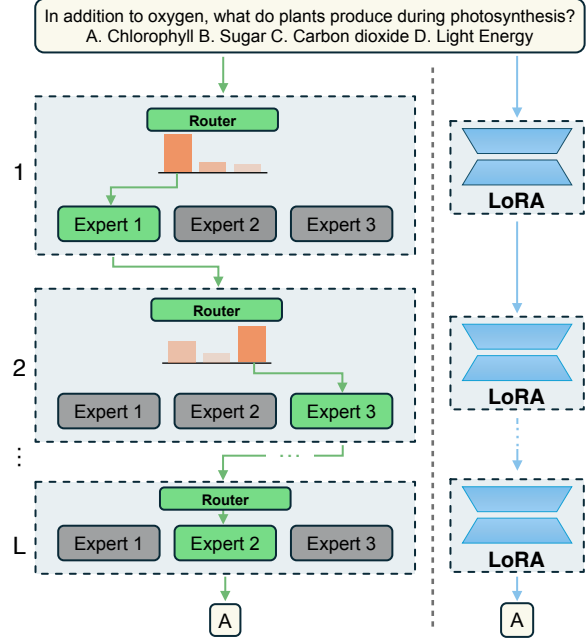 In addition to oxygen, what do plants produce during photosynthesis?
A. Chlorophyll B. Sugar C. Carbon dioxide D. Light Energy
1
Router
Expert 1 Expert 2 Expert 3
LoRA
2
Router
Expert 1 Expert 2 Expert 3
LoRA
...
...
L
Router
Expert 1 Expert 2 Expert 3
LoRA
A
A